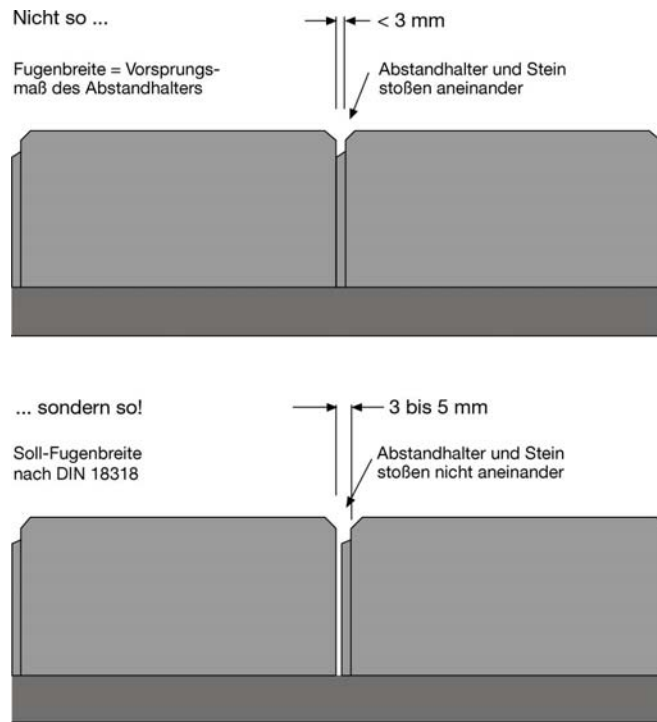 Nicht so ...
< 3 mm
Fugenbreite = Vorsprungs-
maß des Abstandhalters
Abstandhalter und Stein
stoßen aneinander
... sondern so!
3 bis 5 mm
Soll-Fugenbreite
nach DIN 18318
Abstandhalter und Stein
stoßen nicht aneinander